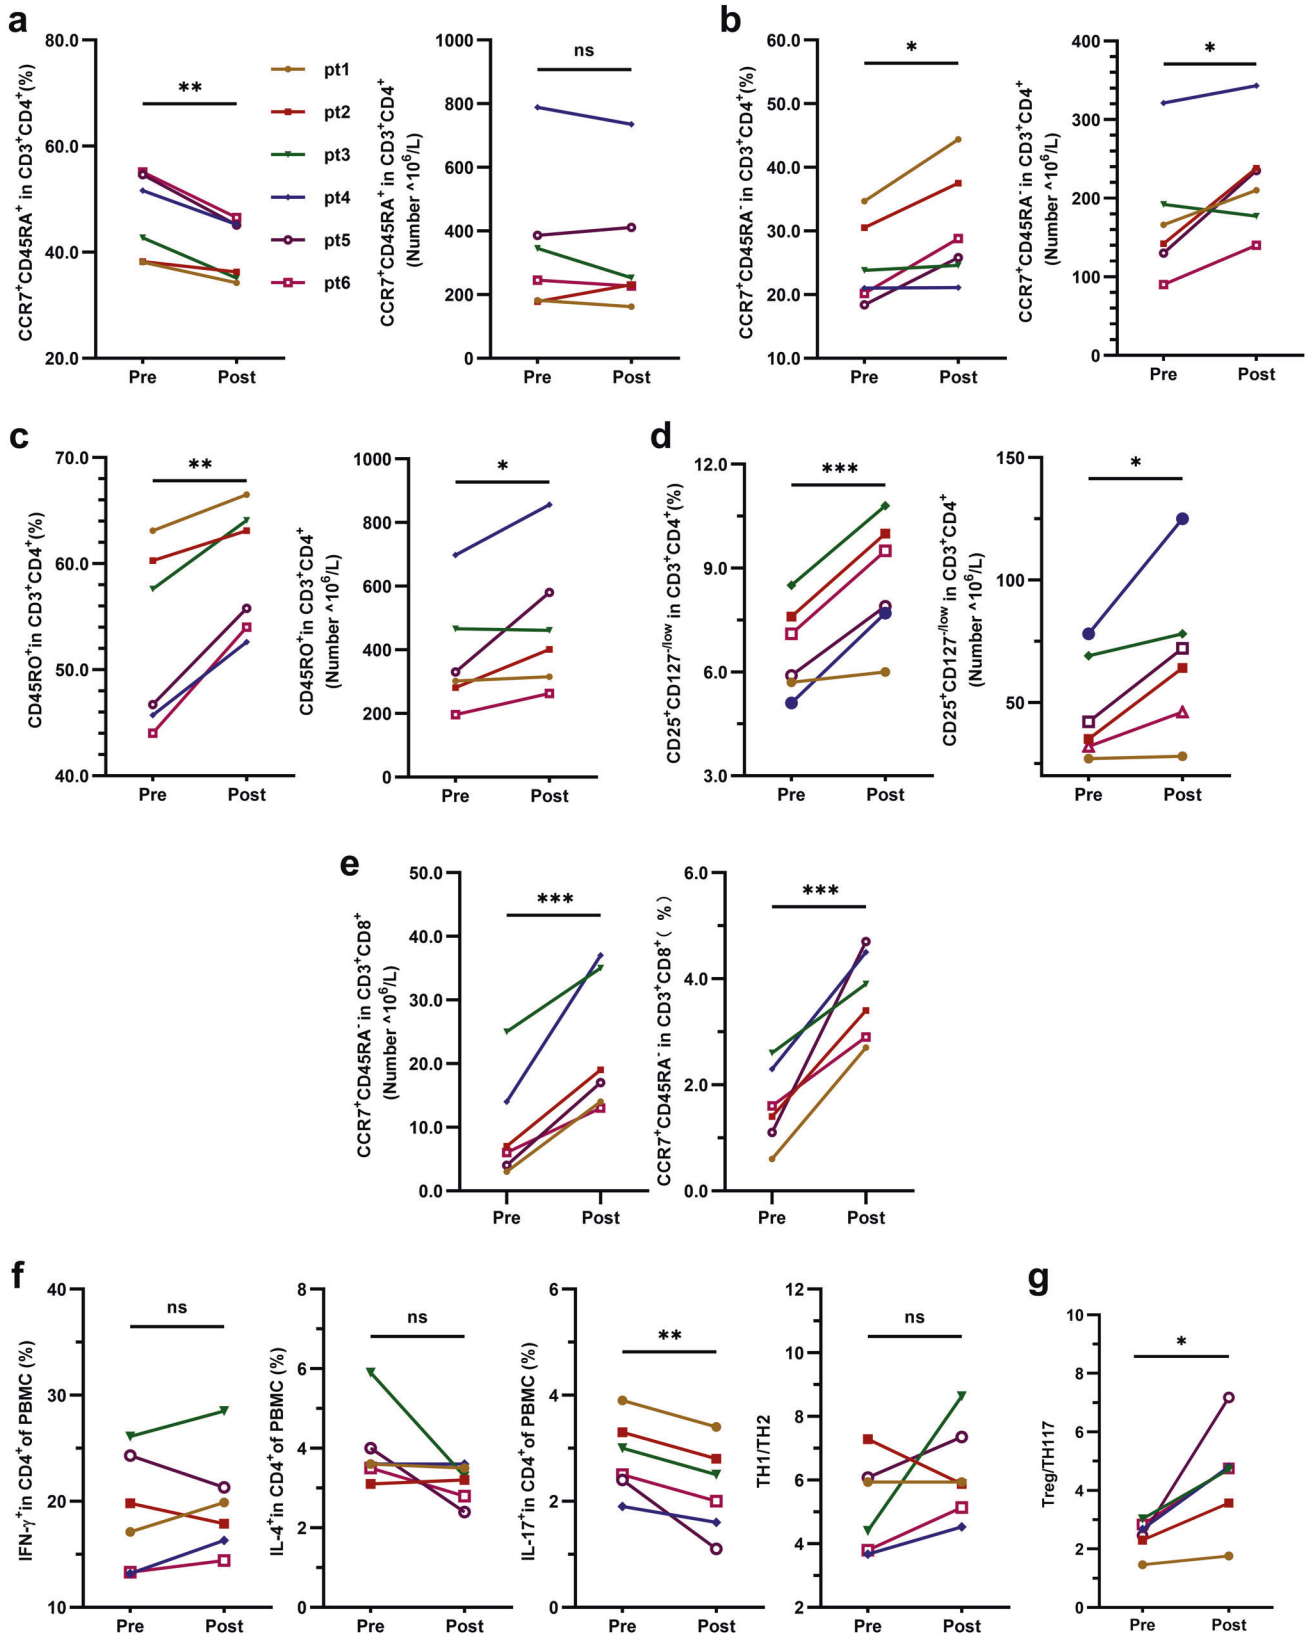 a
CCR7⁺CD45RA⁺ in CD3⁺CD4⁺(%)
80.0
60.0
40.0
20.0
**
Pre
Post
pt1
pt2
pt3
pt4
pt5
pt6
CCR7⁺CD45RA⁺ in CD3⁺CD4⁺
(Number ^10⁶/L)
1000
800
600
400
200
0
ns
Pre
Post
b
CCR7⁺CD45RA⁻ in CD3⁺CD4⁺(%)
60.0
50.0
40.0
30.0
20.0
10.0
*
Pre
Post
CCR7⁺CD45RA⁻ in CD3⁺CD4⁺
(Number ^10⁶/L)
400
300
200
100
0
*
Pre
Post
c
CD45RO⁺in CD3⁺CD4⁺(%)
70.0
60.0
50.0
40.0
**
Pre
Post
CD45RO⁺in CD3⁺CD4⁺
(Number ^10⁶/L)
1000
800
600
400
200
0
*
Pre
Post
d
CD25⁺CD127⁻/ˡᵒʷ in CD3⁺CD4⁺(%)
12.0
9.0
6.0
3.0
***
Pre
Post
CD25⁺CD127⁻/ˡᵒʷ in CD3⁺CD4⁺
(Number ^10⁶/L)
150
100
50
*
Pre
Post
e
CCR7⁺CD45RA⁻ in CD3⁺CD8⁺
(Number ^10⁶/L)
50.0
40.0
30.0
20.0
10.0
0.0
***
Pre
Post
CCR7⁺CD45RA⁻ in CD3⁺CD8⁺( %)
6.0
4.0
2.0
0.0
***
Pre
Post
f
IFN-γ⁺in CD4⁺of PBMC (%)
40
30
20
10
ns
Pre
Post
IL-4⁺in CD4⁺of PBMC (%)
8
6
4
2
0
ns
Pre
Post
IL-17⁺in CD4⁺of PBMC (%)
6
4
2
0
**
Pre
Post
TH1/TH2
12
10
8
6
4
2
ns
Pre
Post
g
Treg/TH117
10
8
6
4
2
0
*
Pre
Post